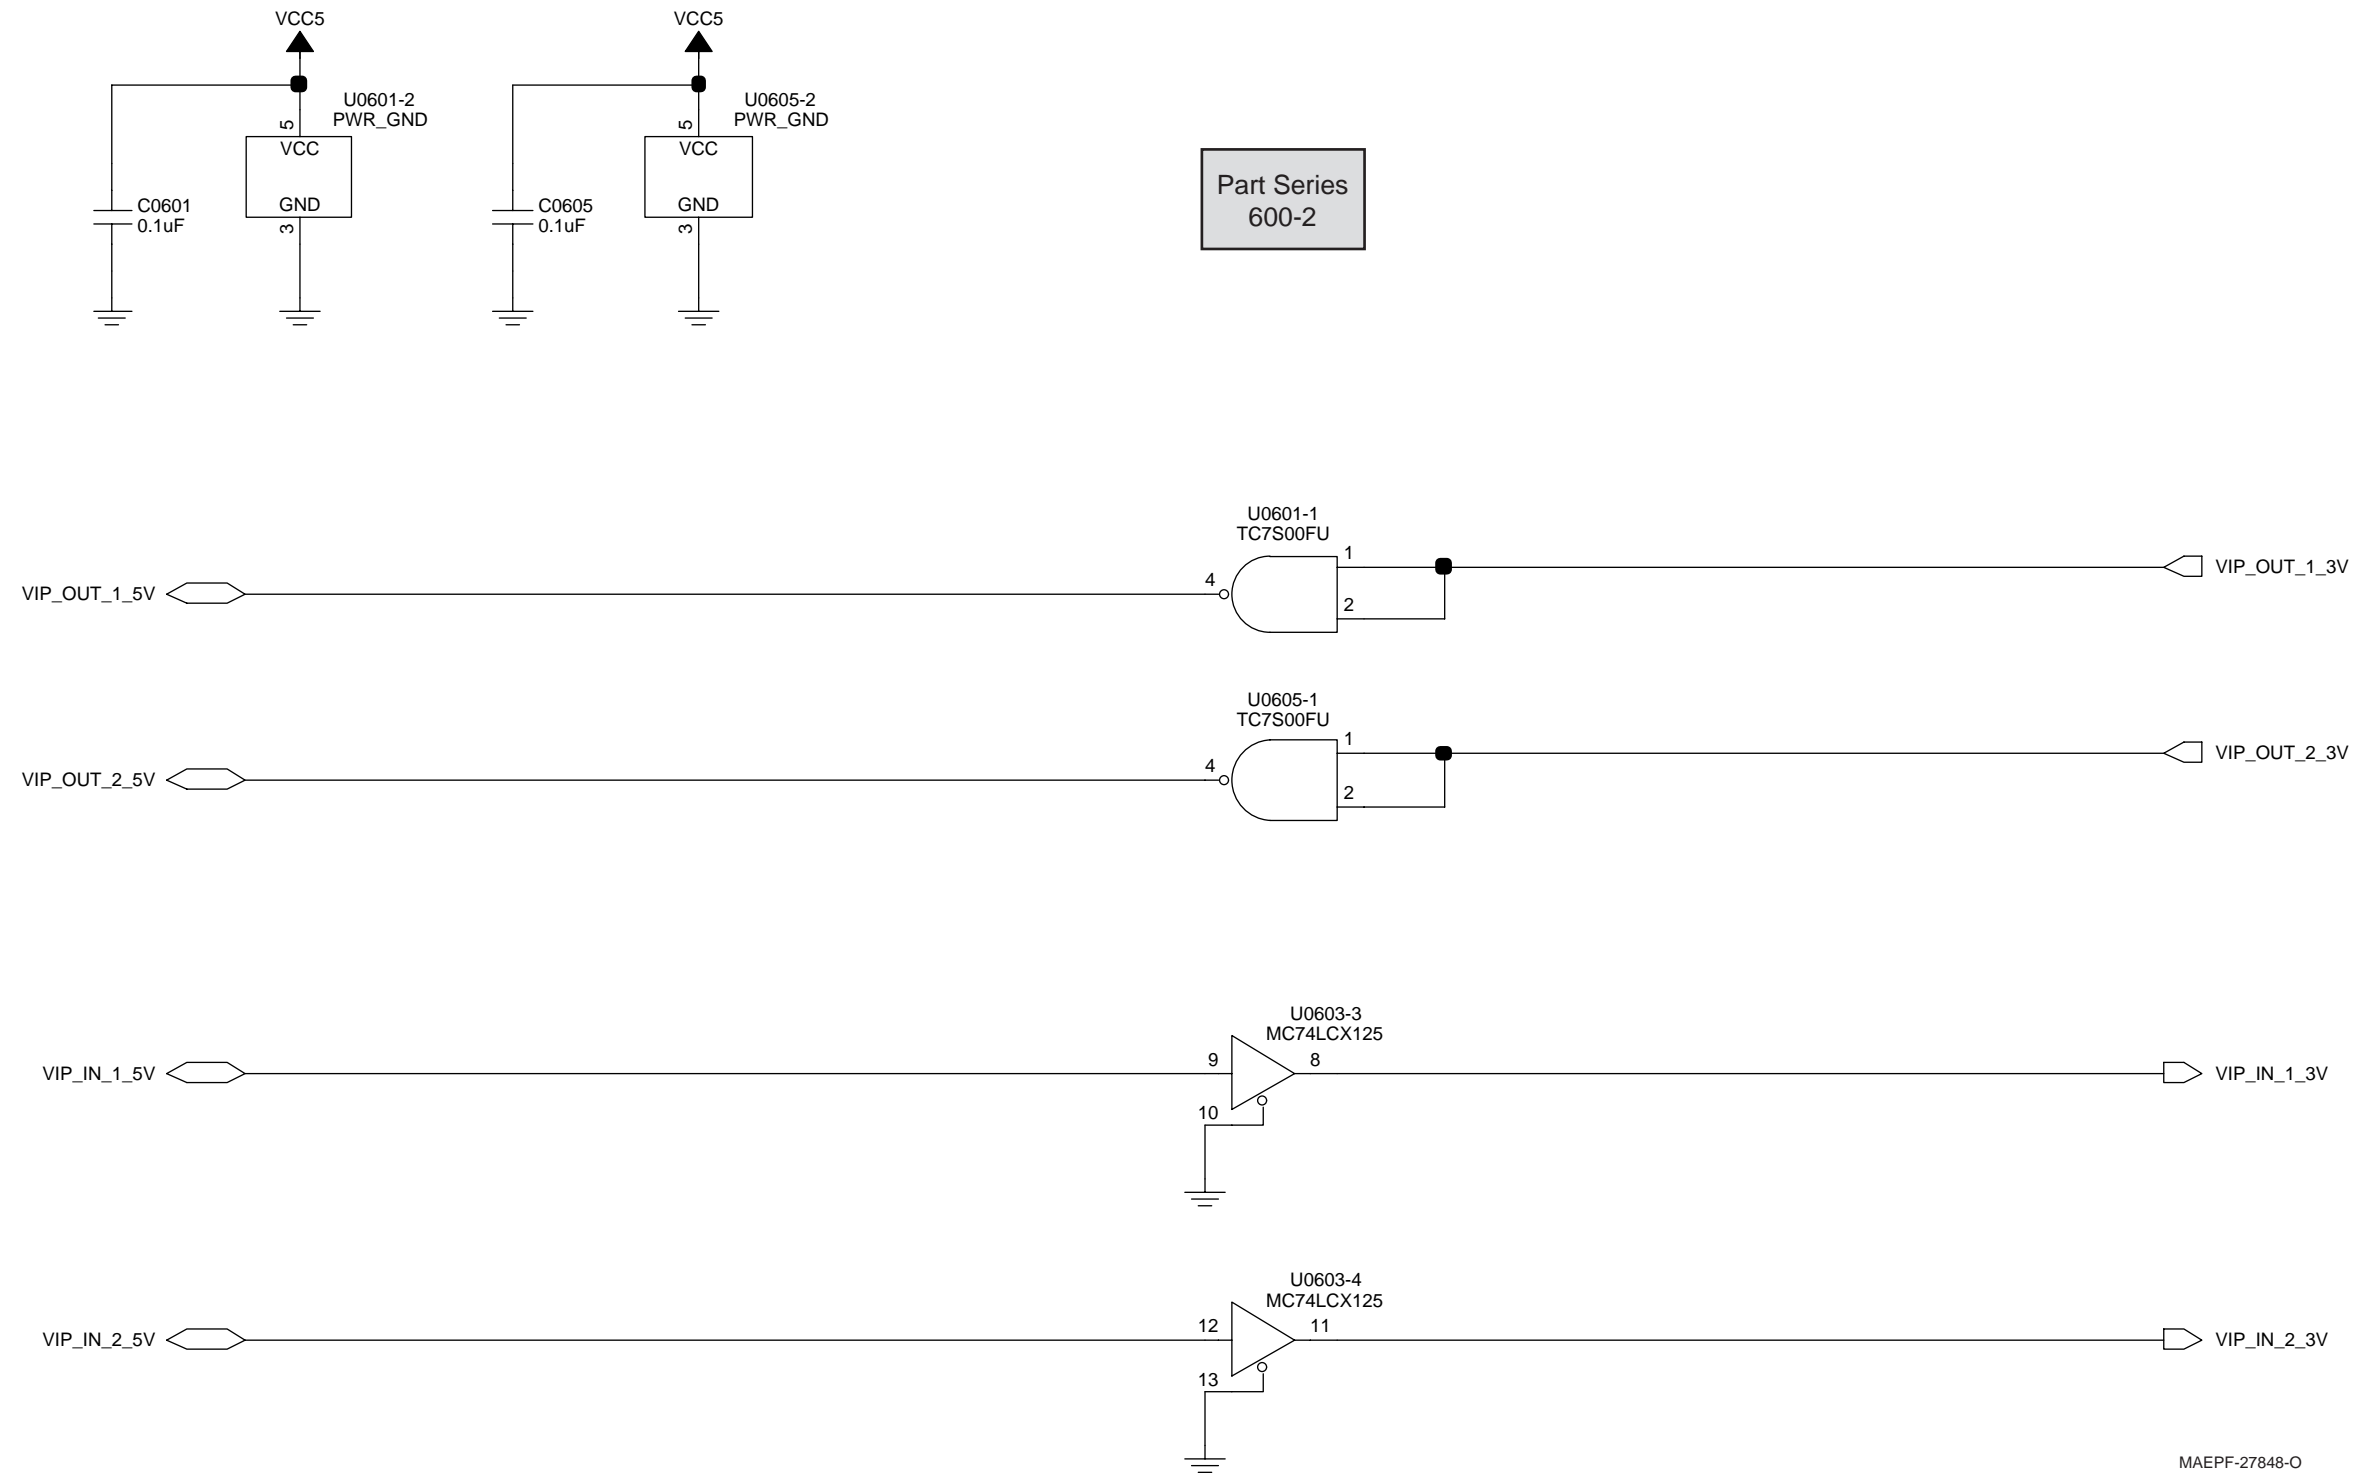 VCC5
VCC5
U0601-2
PWR_GND
U0605-2
PWR_GND
5
VCC
5
VCC
Part Series
600-2
C0601
0.1uF
GND
3
C0605
0.1uF
GND
3
U0601-1
TC7S00FU
1
VIP_OUT_1_3V
4
VIP_OUT_1_5V
2
U0605-1
TC7S00FU
1
VIP_OUT_2_3V
4
VIP_OUT_2_5V
2
U0603-3
MC74LCX125
9
8
VIP_IN_1_5V
VIP_IN_1_3V
10
U0603-4
MC74LCX125
12
11
VIP_IN_2_5V
VIP_IN_2_3V
13
MAEPF-27848-O